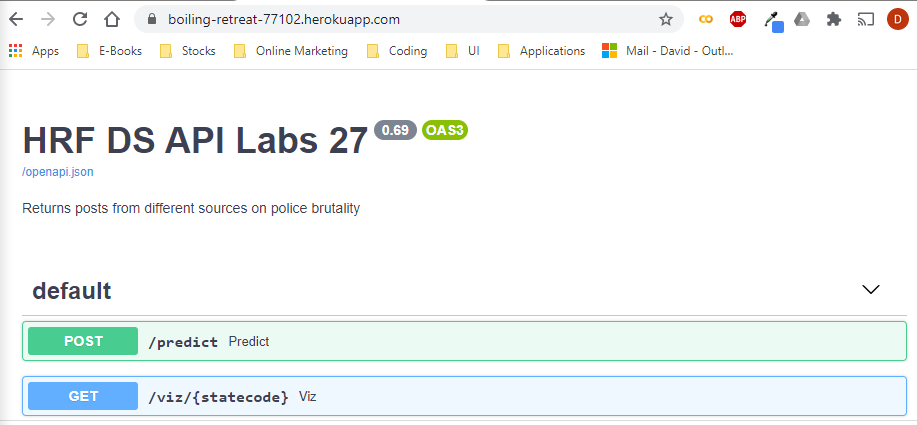 boiling-retreat-77102.herokuapp.com
ABP
D
Apps E-Books Stocks Online Marketing Coding UI Applications Mail - David - Outl...
HRF DS API Labs 27 0.69 OAS3
/openapi.json
Returns posts from different sources on police brutality
default
POST /predict Predict
GET /viz/{statecode} Viz